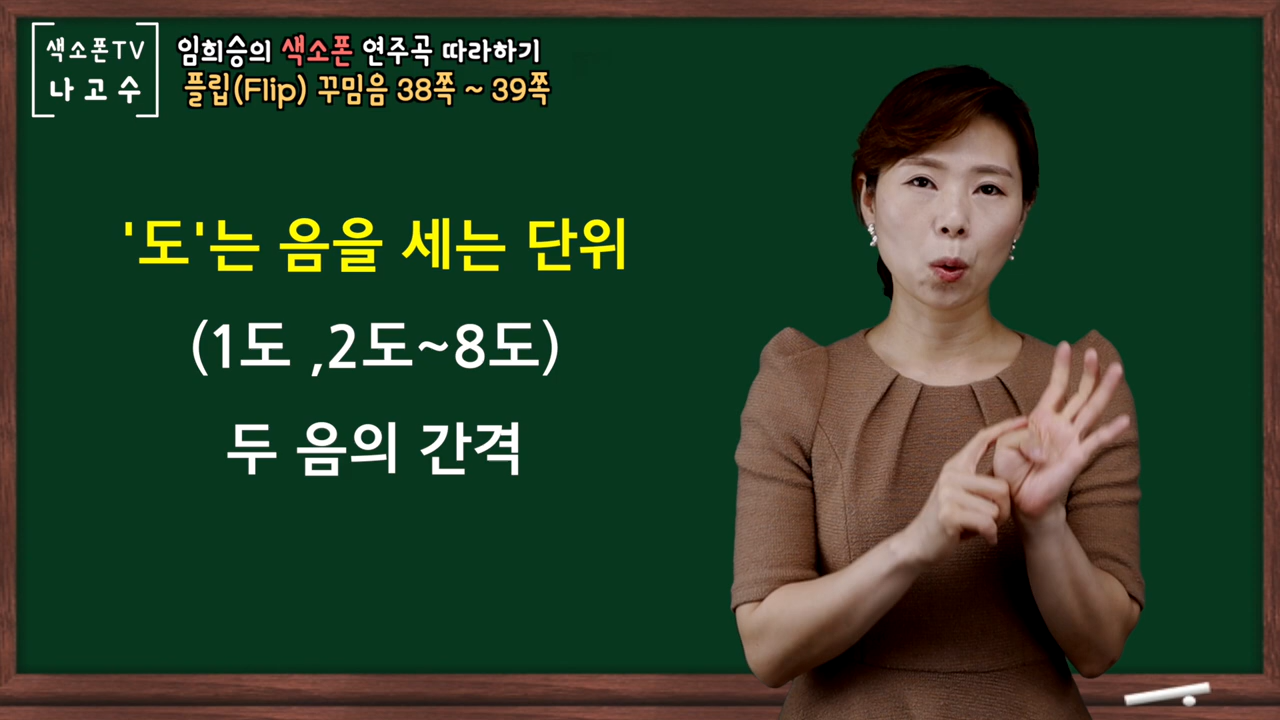 색소폰TV
나고수
임희승의 색소폰 연주곡 따라하기
플립(Flip) 꾸밈음 38쪽 ~ 39쪽
'도'는 음을 세는 단위
(1도 ,2도~8도)
두 음의 간격